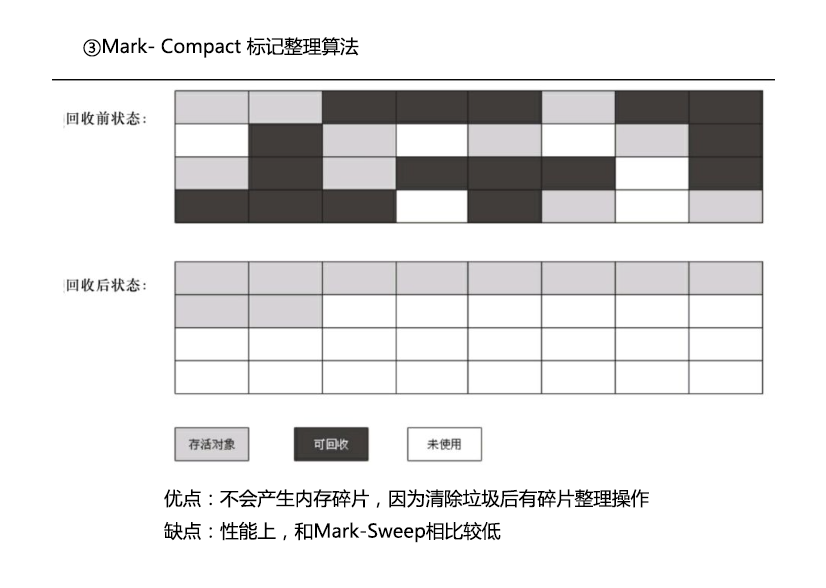 ③Mark- Compact 标记整理算法
回收前状态:
回收后状态:
存活对象 可回收 未使用
优点：不会产生内存碎片，因为清除垃圾后有碎片整理操作
缺点：性能上，和Mark-Sweep相比较低